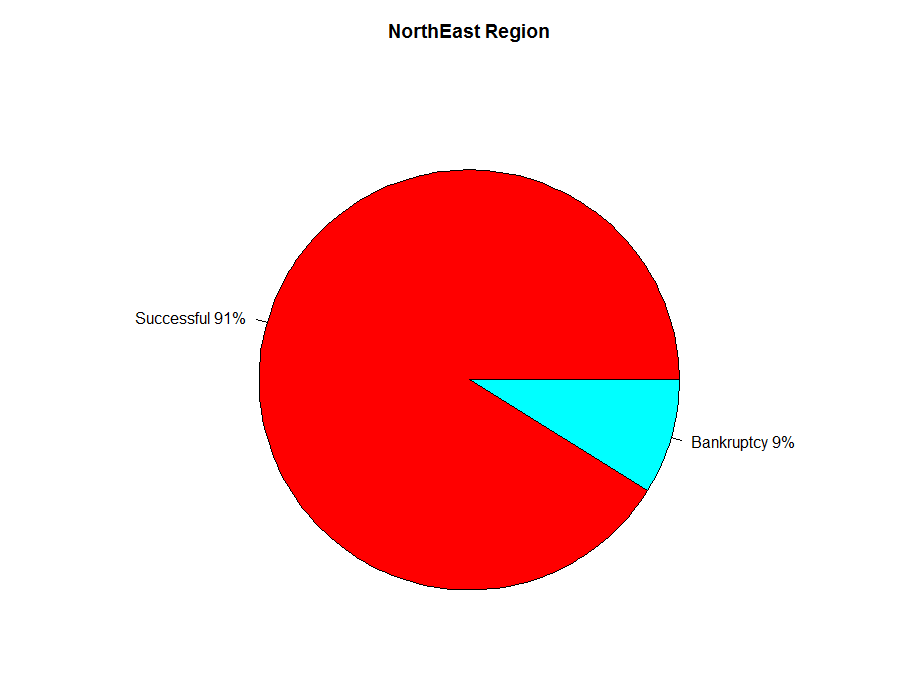 NorthEast Region
Successful 91%
Bankruptcy 9%